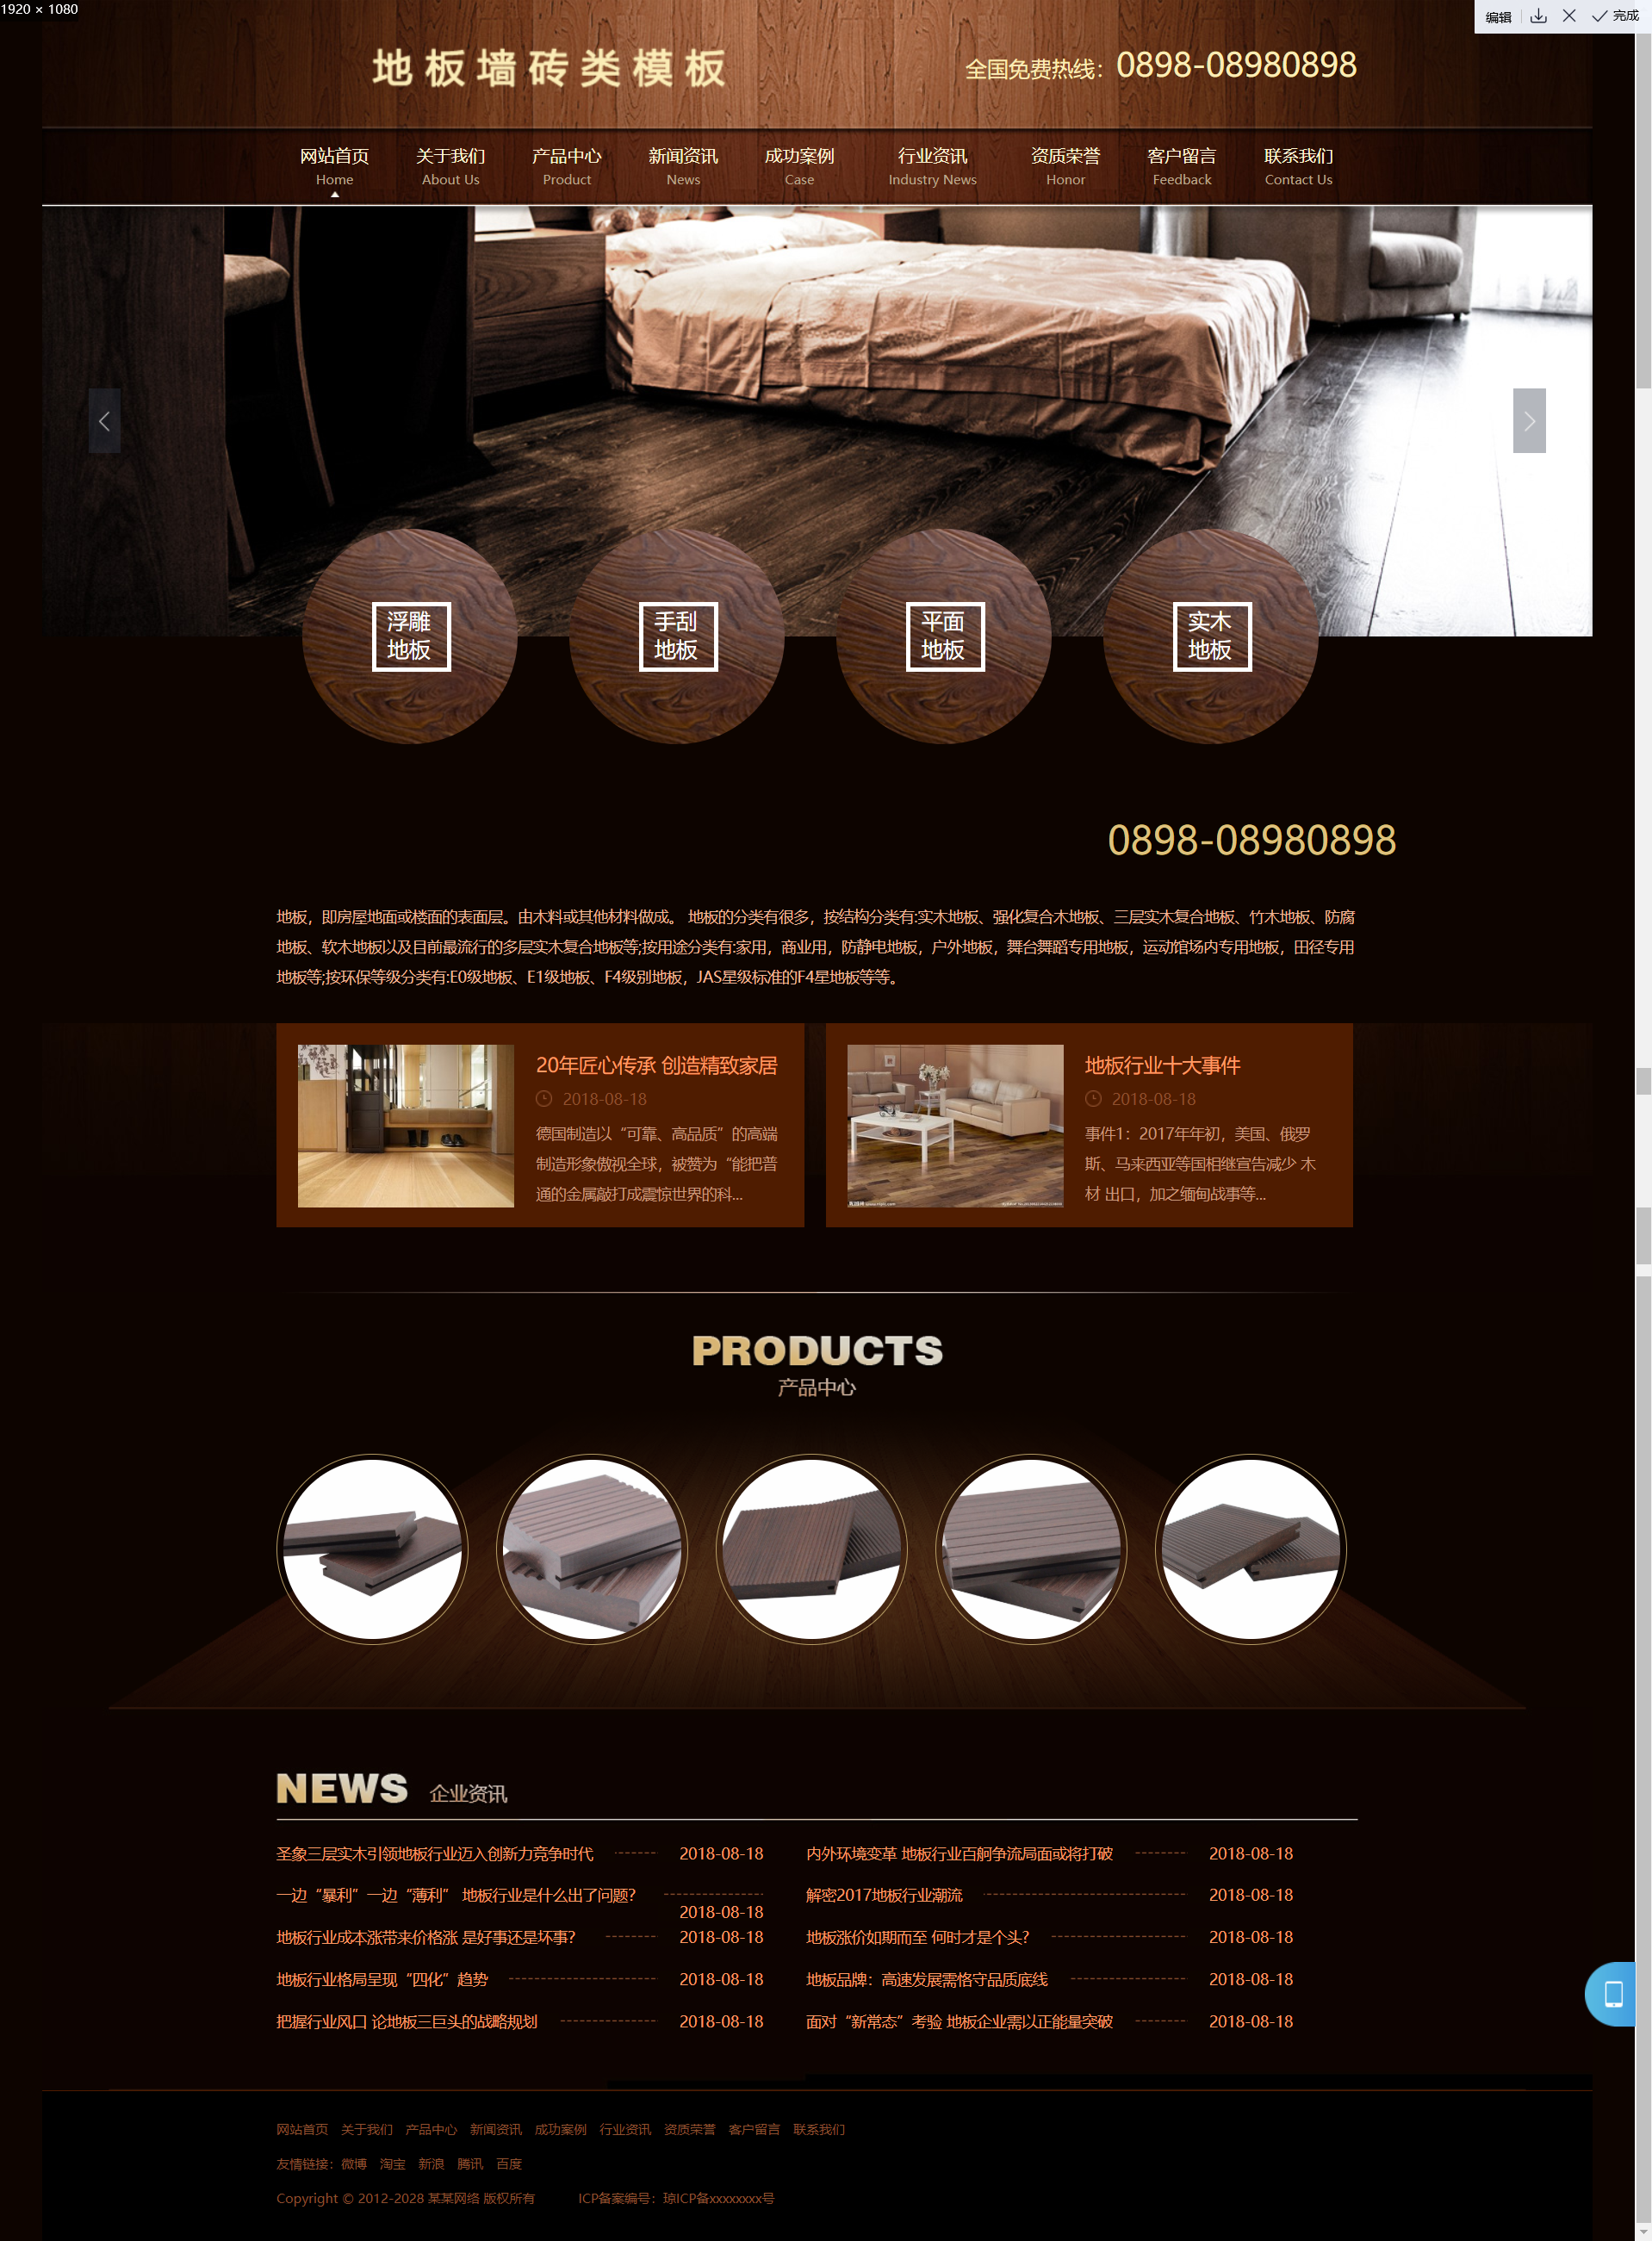 1920 × 1080
编辑
完成
地板墙砖类模板
全国免费热线：0898-08980898
网站首页 关于我们 产品中心 新闻资讯 成功案例 行业资讯 资质荣誉 客户留言 联系我们
Home About Us Product News Case Industry News Honor Feedback Contact Us
浮雕
地板
手刮
地板
平面
地板
实木
地板
0898-08980898
地板，即房屋地面或楼面的表面层。由木料或其他材料做成。 地板的分类有很多，按结构分类有:实木地板、强化复合木地板、三层实木复合地板、竹木地板、防腐
地板、软木地板以及目前最流行的多层实木复合地板等;按用途分类有:家用，商业用，防静电地板，户外地板，舞台舞蹈专用地板，运动馆场内专用地板，田径专用
地板等;按环保等级分类有:E0级地板、E1级地板、F4级别地板，JAS星级标准的F4星地板等等。
20年匠心传承 创造精致家居
2018-08-18
德国制造以“可靠、高品质”的高端
制造形象傲视全球，被赞为“能把普
通的金属敲打成震惊世界的科...
地板行业十大事件
2018-08-18
事件1：2017年年初，美国、俄罗
斯、马来西亚等国相继宣告减少 木
材 出口，加之缅甸战事等...
PRODUCTS
产品中心
NEWS 企业资讯
圣象三层实木引领地板行业迈入创新力竞争时代 2018-08-18
内外环境变革 地板行业百舸争流局面或将打破 2018-08-18
一边“暴利”一边“薄利” 地板行业是什么出了问题？
2018-08-18
解密2017地板行业潮流 2018-08-18
地板行业成本涨带来价格涨 是好事还是坏事？ 2018-08-18
地板涨价如期而至 何时才是个头？ 2018-08-18
地板行业格局呈现“四化”趋势 2018-08-18
地板品牌：高速发展需恪守品质底线 2018-08-18
把握行业风口 论地板三巨头的战略规划 2018-08-18
面对“新常态”考验 地板企业需以正能量突破 2018-08-18
网站首页 关于我们 产品中心 新闻资讯 成功案例 行业资讯 资质荣誉 客户留言 联系我们
友情链接：微博 淘宝 新浪 腾讯 百度
Copyright © 2012-2028 某某网络 版权所有 ICP备案编号：琼ICP备xxxxxxxx号